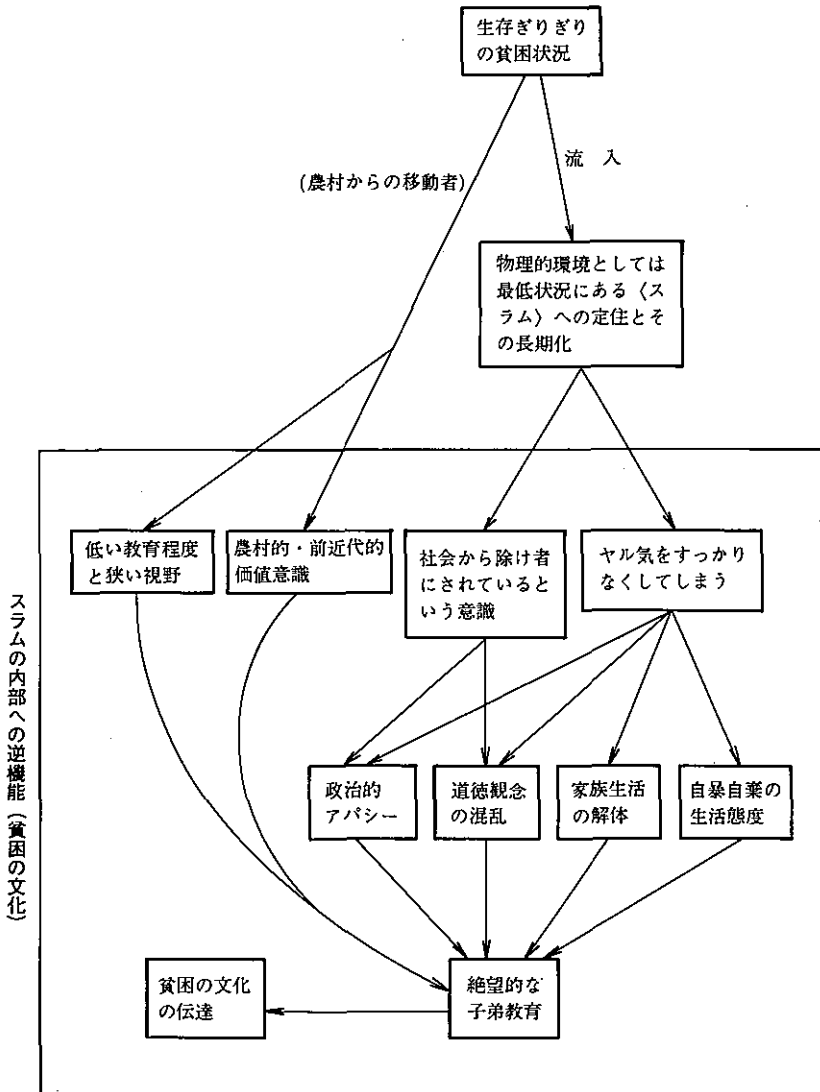 生存ぎりぎり
の貧困状況
流 入
(農村からの移動者)
物理的環境としては
最低状況にある〈ス
ラム〉への定住とそ
の長期化
低い教育程度
と狭い視野
農村的・前近代的
価値意識
社会から除け者
にされていると
いう意識
ヤル気をすっかり
なくしてしまう
スラムの内部への逆機能(貧困の文化)
政治的
アパシー
道徳観念
の混乱
家族生活
の解体
自暴自棄の
生活態度
貧困の文化
の伝達
絶望的な
子弟教育